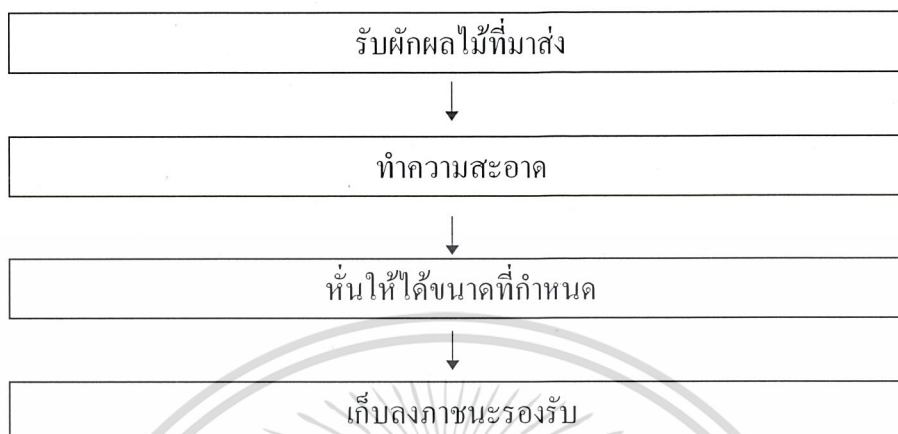 รับผักผลไม้ที่มาส่ง
ทำความสะอาด
หั่นให้ได้ขนาดที่กำหนด
เก็บลงภาชนะรองรับ